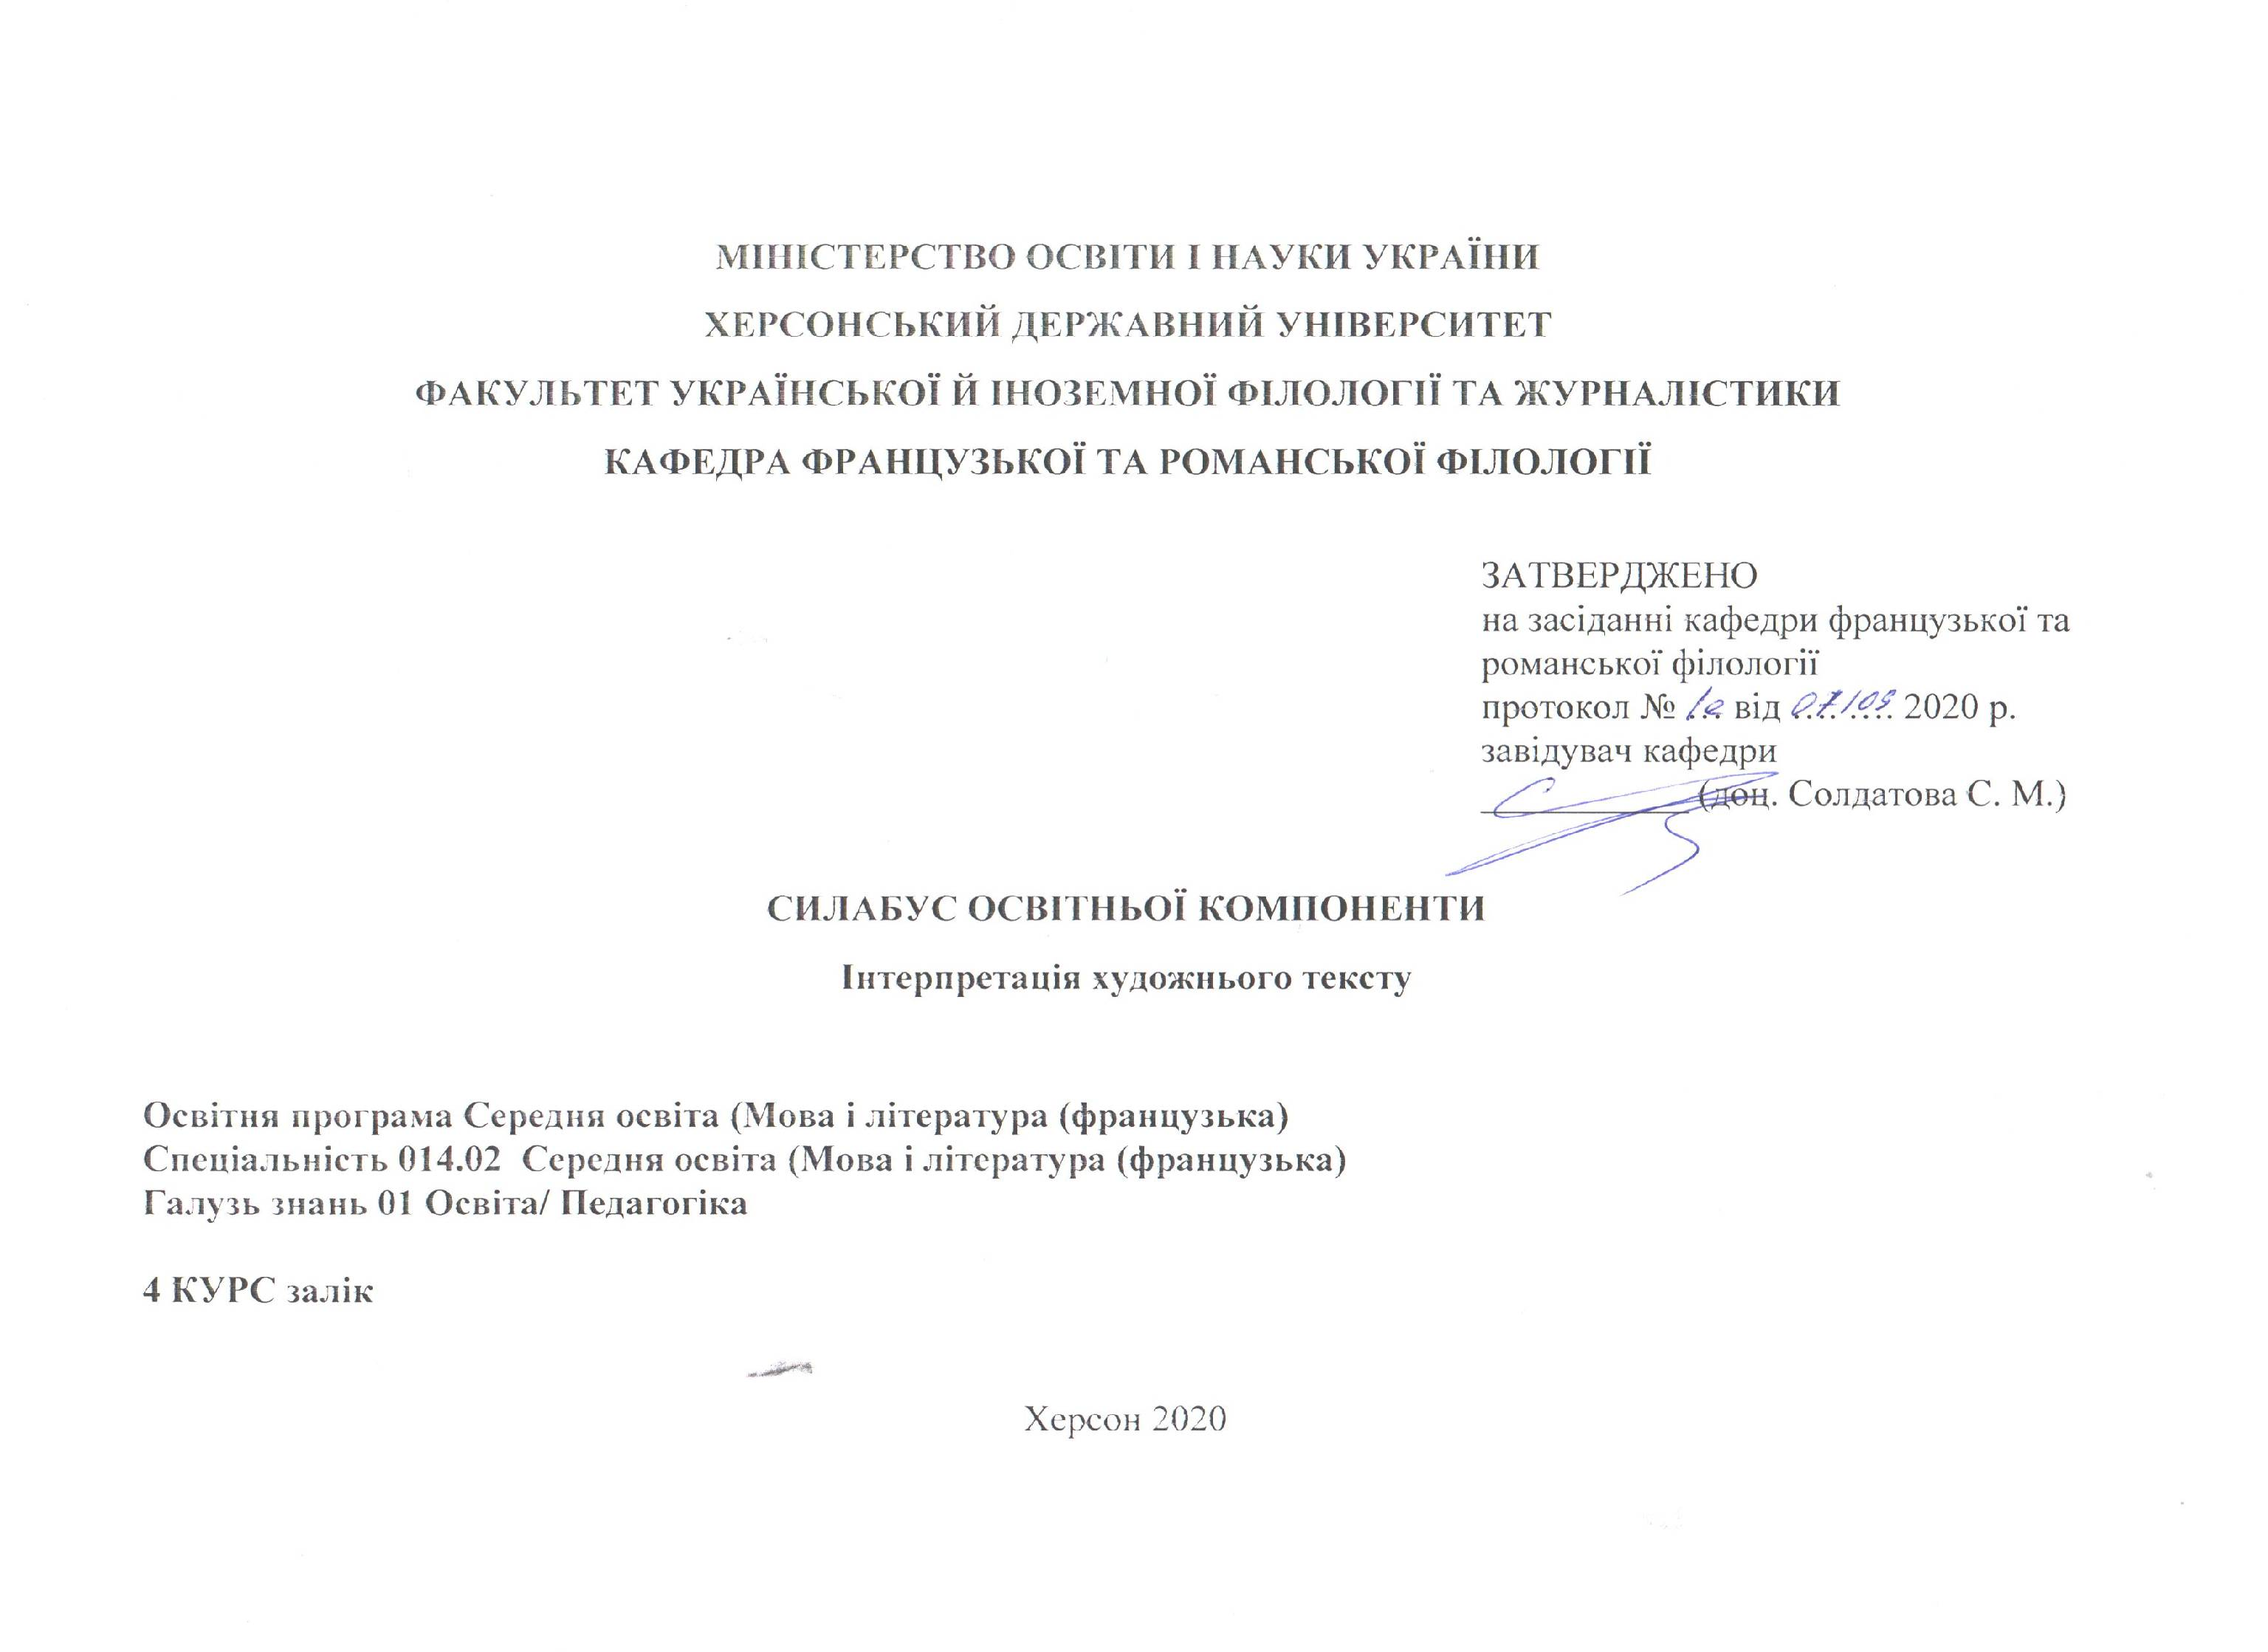 МІНІСТЕРСТВО ОСВІТИ І НАУКИ УКРАЇНИ
ХЕРСОНСЬКИЙ ДЕРЖАВНИЙ УНІВЕРСИТЕТ
ФАКУЛЬТЕТ УКРАЇНСЬКОЇ Й ІНОЗЕМНОЇ ФІЛОЛОГІЇ ТА ЖУРНАЛІСТИКИ
КАФЕДРА ФРАНЦУЗЬКОЇ ТА РОМАНСЬКОЇ ФІЛОЛОГІЇ
ЗАТВЕРДЖЕНО
на засіданні кафедри французької та
романської філології
протокол № від 07/09 2020 р.
завідувач кафедри
(доц. Солдатова С. М.)
СИЛАБУС ОСВІТНЬОЇ КОМПОНЕНТИ
Інтерпретація художнього тексту
Освітня програма Середня освіта (Мова і література (французька)
Спеціальність 014.02 Середня освіта (Мова і література (французька)
Галузь знань 01 Освіта/ Педагогіка
4 КУРС залік
Херсон 2020